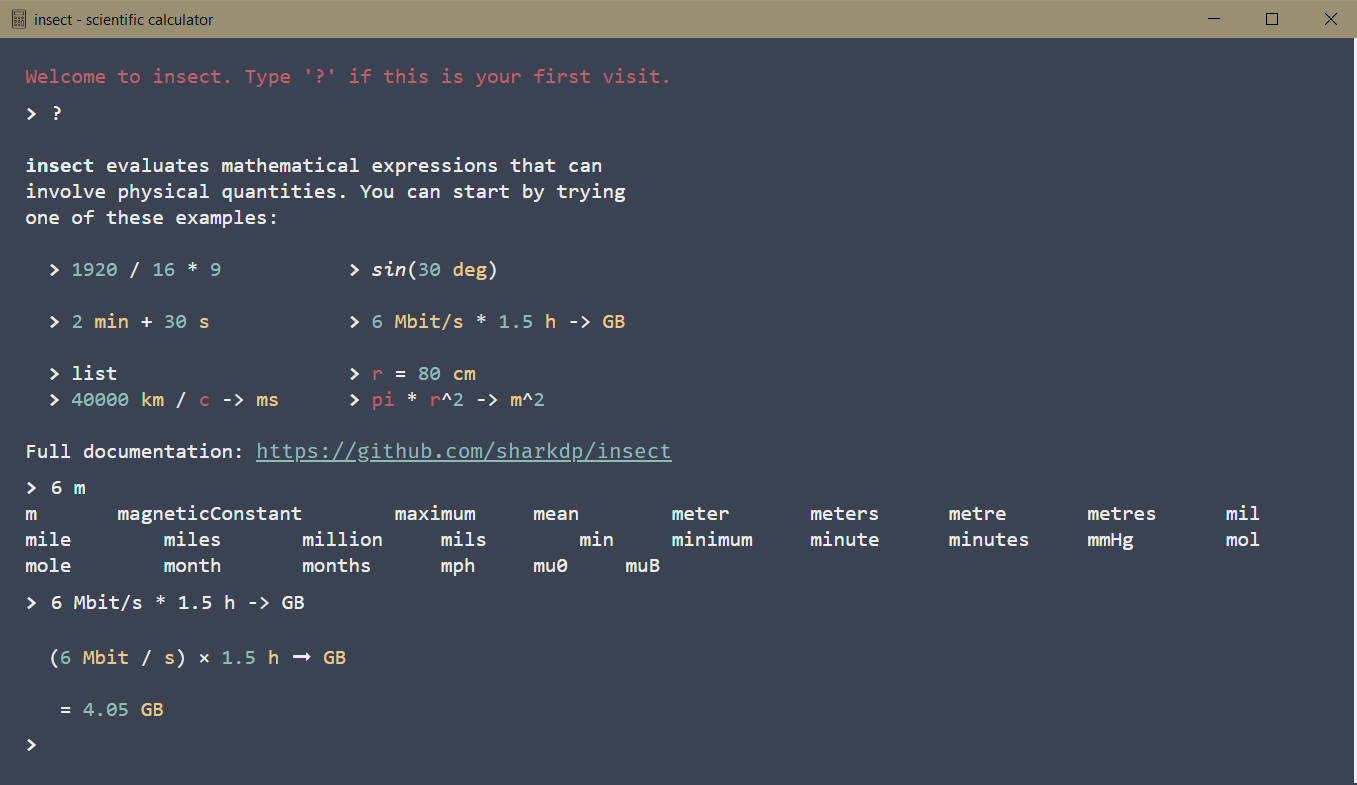 insect - scientific calculator
Welcome to insect. Type '?' if this is your first visit.
> ?
insect evaluates mathematical expressions that can
involve physical quantities. You can start by trying
one of these examples:
> 1920 / 16 * 9 > sin(30 deg)
> 2 min + 30 s > 6 Mbit/s * 1.5 h -> GB
> list > r = 80 cm
> 40000 km / c -> ms > pi * r^2 -> m^2
Full documentation: https://github.com/sharkdp/insect
> 6 m
m magneticConstant maximum mean meter meters metre metres mil
mile miles million mils min minimum minute minutes mmHg mol
mole month months mph mu0 muB
> 6 Mbit/s * 1.5 h -> GB
(6 Mbit / s) × 1.5 h ➞ GB
= 4.05 GB
>